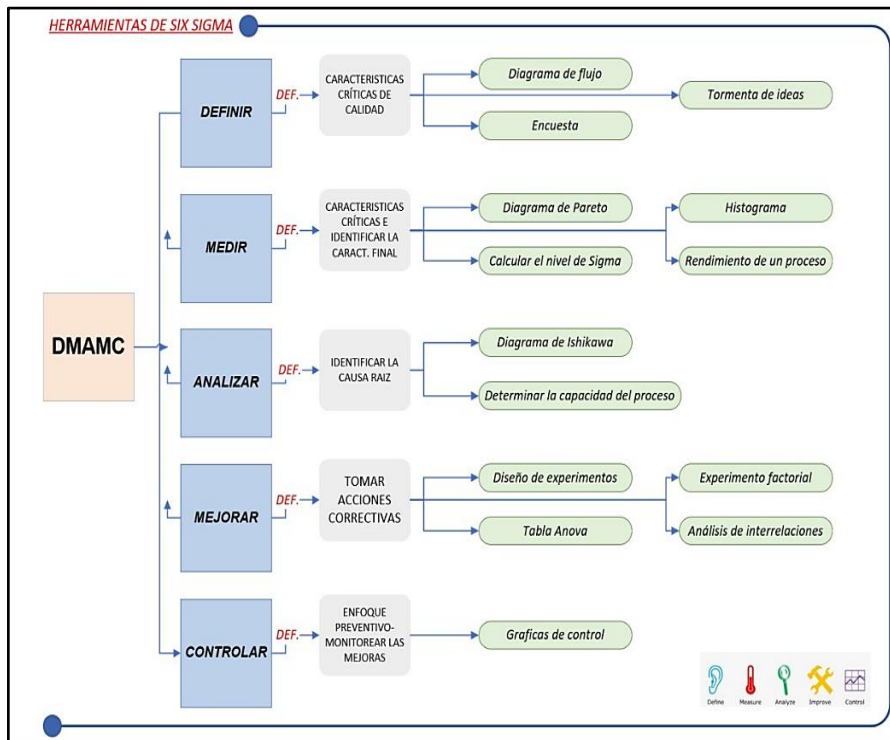 HERRAMIENTAS DE SIX SIGMA
DMAMC
DEFINIR
DEF.
CARACTERISTICAS
CRÍTICAS DE
CALIDAD
Diagrama de flujo
Tormenta de ideas
Encuesta
MEDIR
DEF.
CARACTERISTICAS
CRÍTICAS E
IDENTIFICAR LA
CARACT. FINAL
Diagrama de Pareto
Histograma
Calcular el nivel de Sigma
Rendimiento de un proceso
ANALIZAR
DEF.
IDENTIFICAR LA
CAUSA RAIZ
Diagrama de Ishikawa
Determinar la capacidad del proceso
MEJORAR
DEF.
TOMAR
ACCIONES
CORRECTIVAS
Diseño de experimentos
Experimento factorial
Tabla Anova
Análisis de interrelaciones
CONTROLAR
DEF.
ENFOQUE
PREVENTIVO-
MONITOREAR LAS
MEJORAS
Graficas de control
Define
Measure
Analyze
Improve
Control